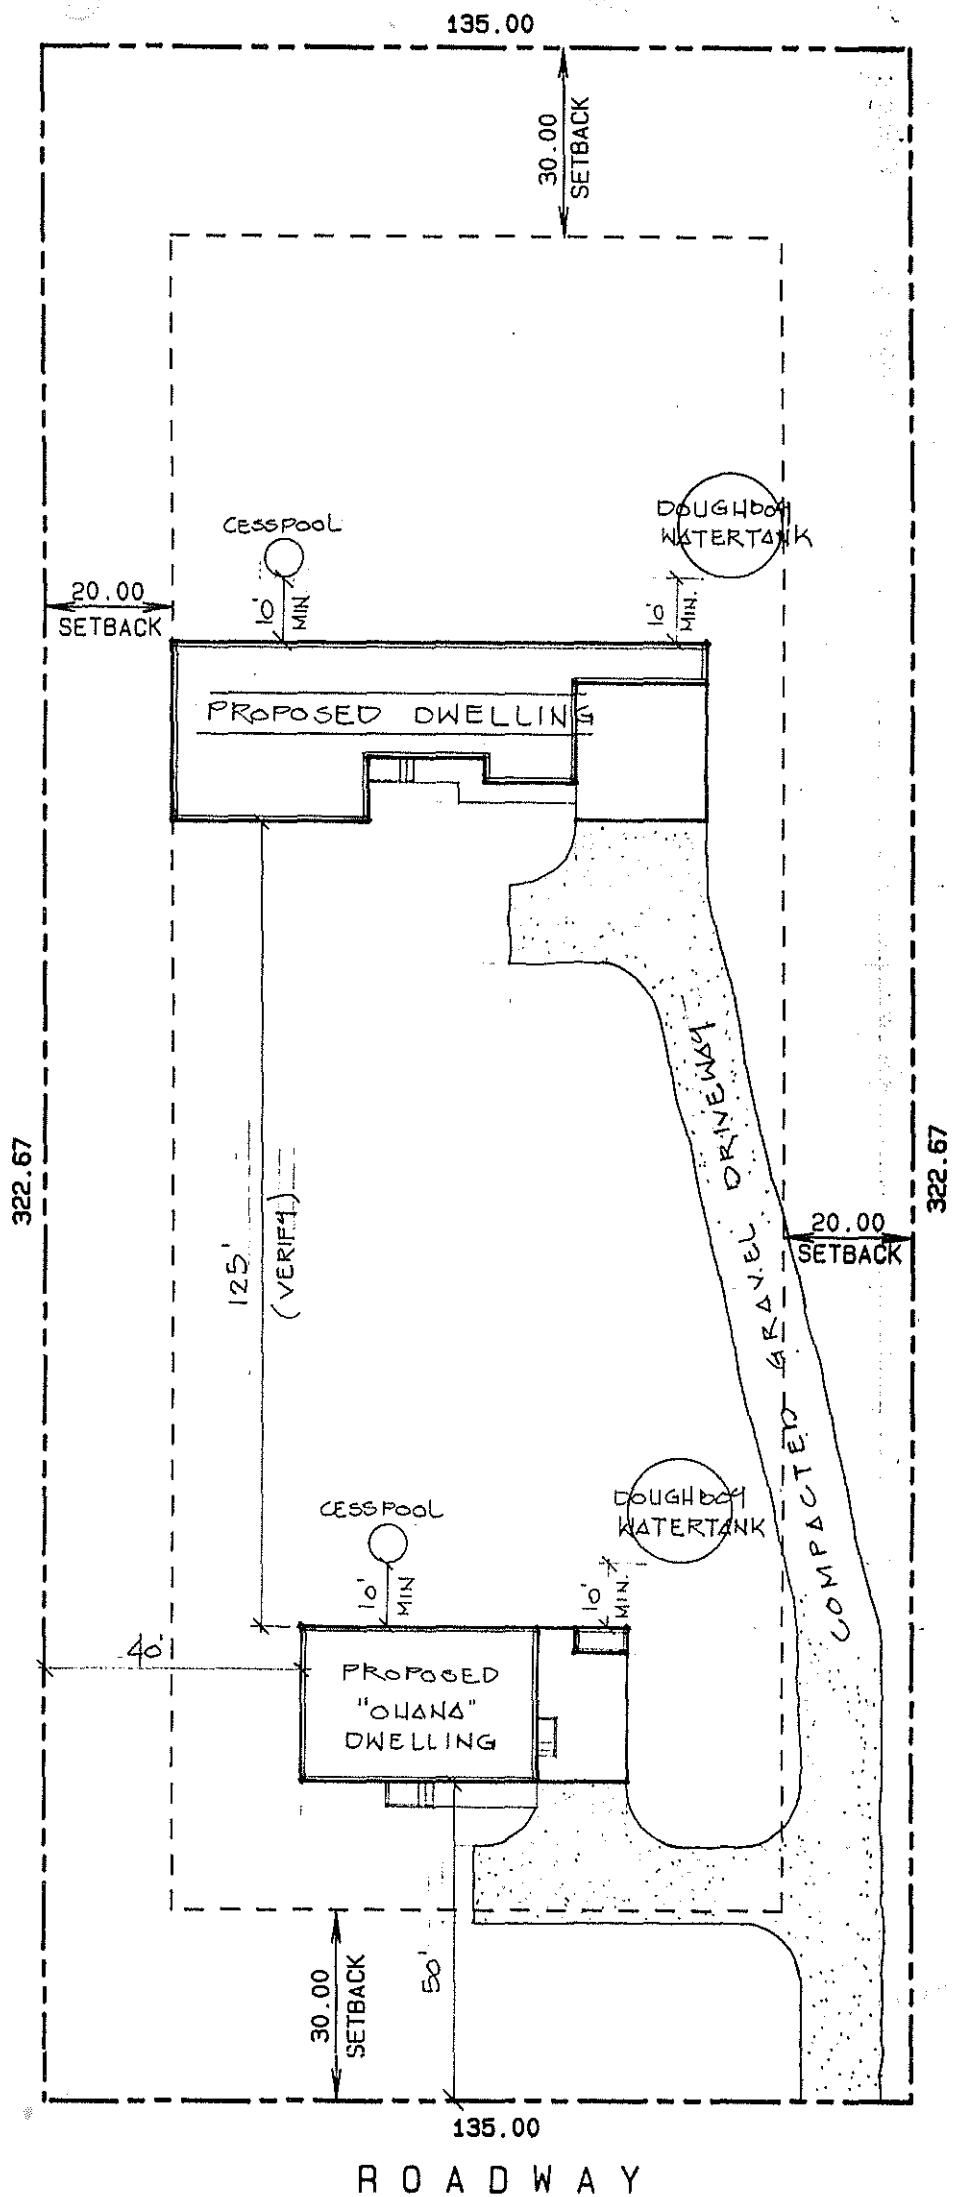 135.00
30.00
SETBACK
CESSPOOL
DOUGHBOY
WATERTANK
20.00
SETBACK
10'
MIN
10'
MIN.
PROPOSED DWELLING
322.67
322.67
125'
(VERIFY)
COMPACTED GRAVEL DRIVEWAY
20.00
SETBACK
CESSPOOL
DOUGHBOY
WATERTANK
10'
MIN
10'
MIN.
40'
PROPOSED
"OHANA"
DWELLING
30.00
SETBACK
50'
135.00
ROADWAY